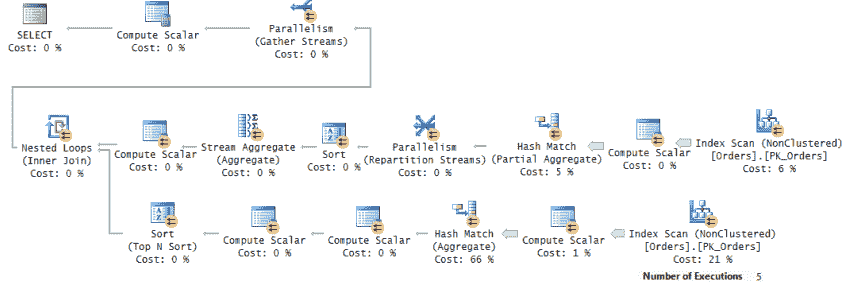 SELECT
Cost: 0 %
Compute Scalar
Cost: 0 %
Parallelism
(Gather Streams)
Cost: 0 %
Nested Loops
(Inner Join)
Cost: 0 %
Compute Scalar
Cost: 0 %
Stream Aggregate
(Aggregate)
Cost: 0 %
Sort
Cost: 0 %
Parallelism
(Repartition Streams)
Cost: 0 %
Hash Match
(Partial Aggregate)
Cost: 5 %
Compute Scalar
Cost: 0 %
Index Scan (NonClustered)
[Orders].[PK_Orders]
Cost: 6 %
Sort
(Top N Sort)
Cost: 0 %
Compute Scalar
Cost: 0 %
Compute Scalar
Cost: 0 %
Hash Match
(Aggregate)
Cost: 66 %
Compute Scalar
Cost: 1 %
Index Scan (NonClustered)
[Orders].[PK_Orders]
Cost: 21 %
Number of Executions 5